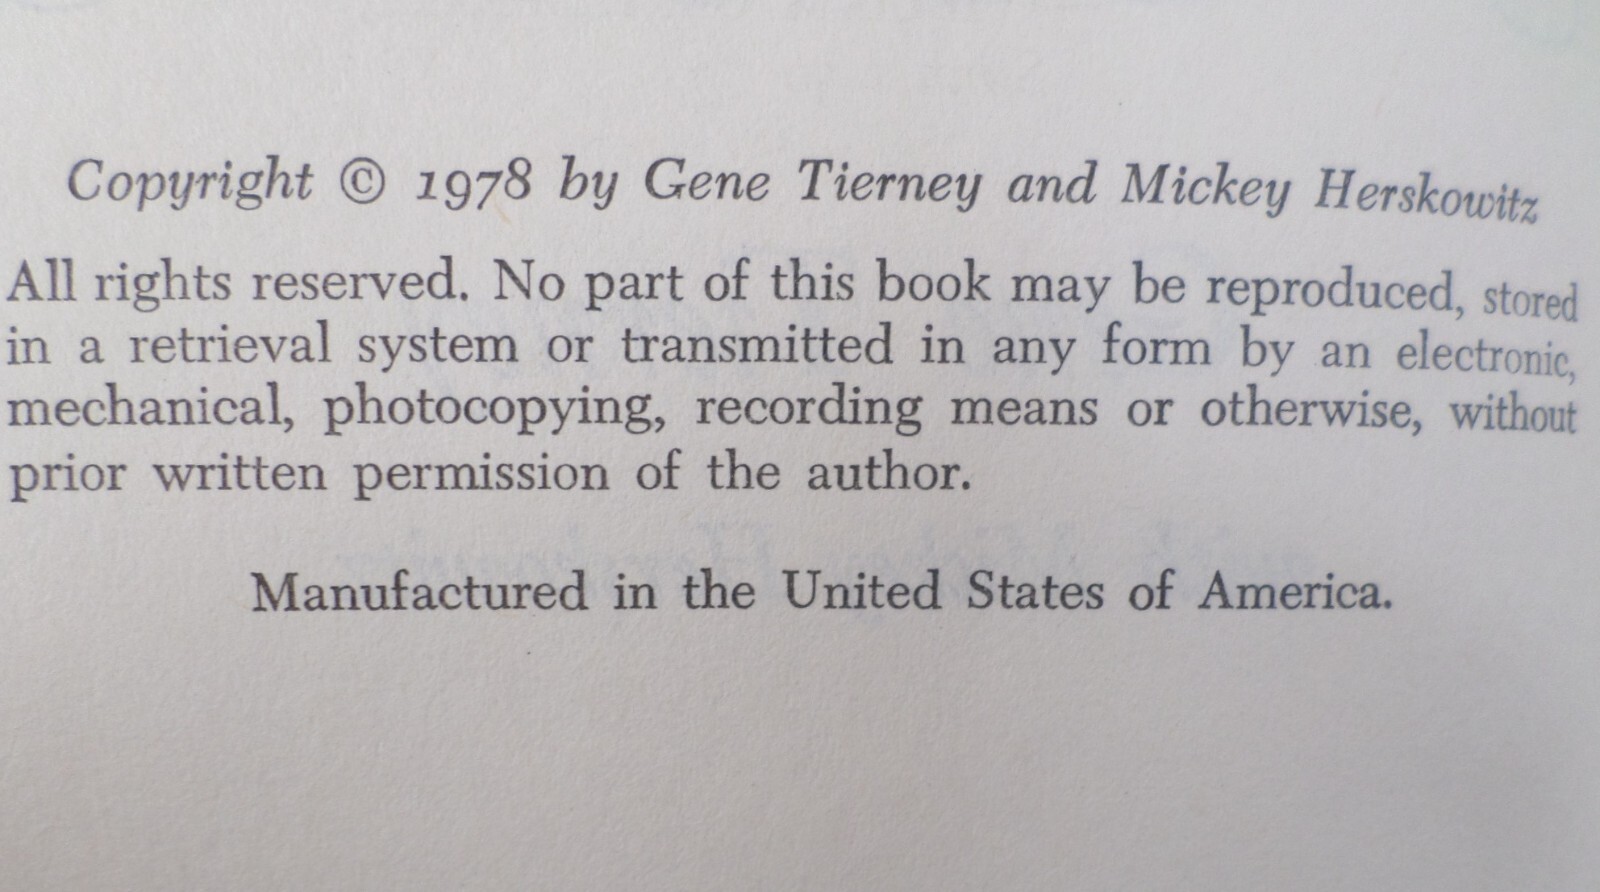 Copyright © 1978 by Gene Tierney and Mickey Herskowitz
All rights reserved. No part of this book may be reproduced, stored
in a retrieval system or transmitted in any form by an electronic,
mechanical, photocopying, recording means or otherwise, without
prior written permission of the author.
Manufactured in the United States of America.